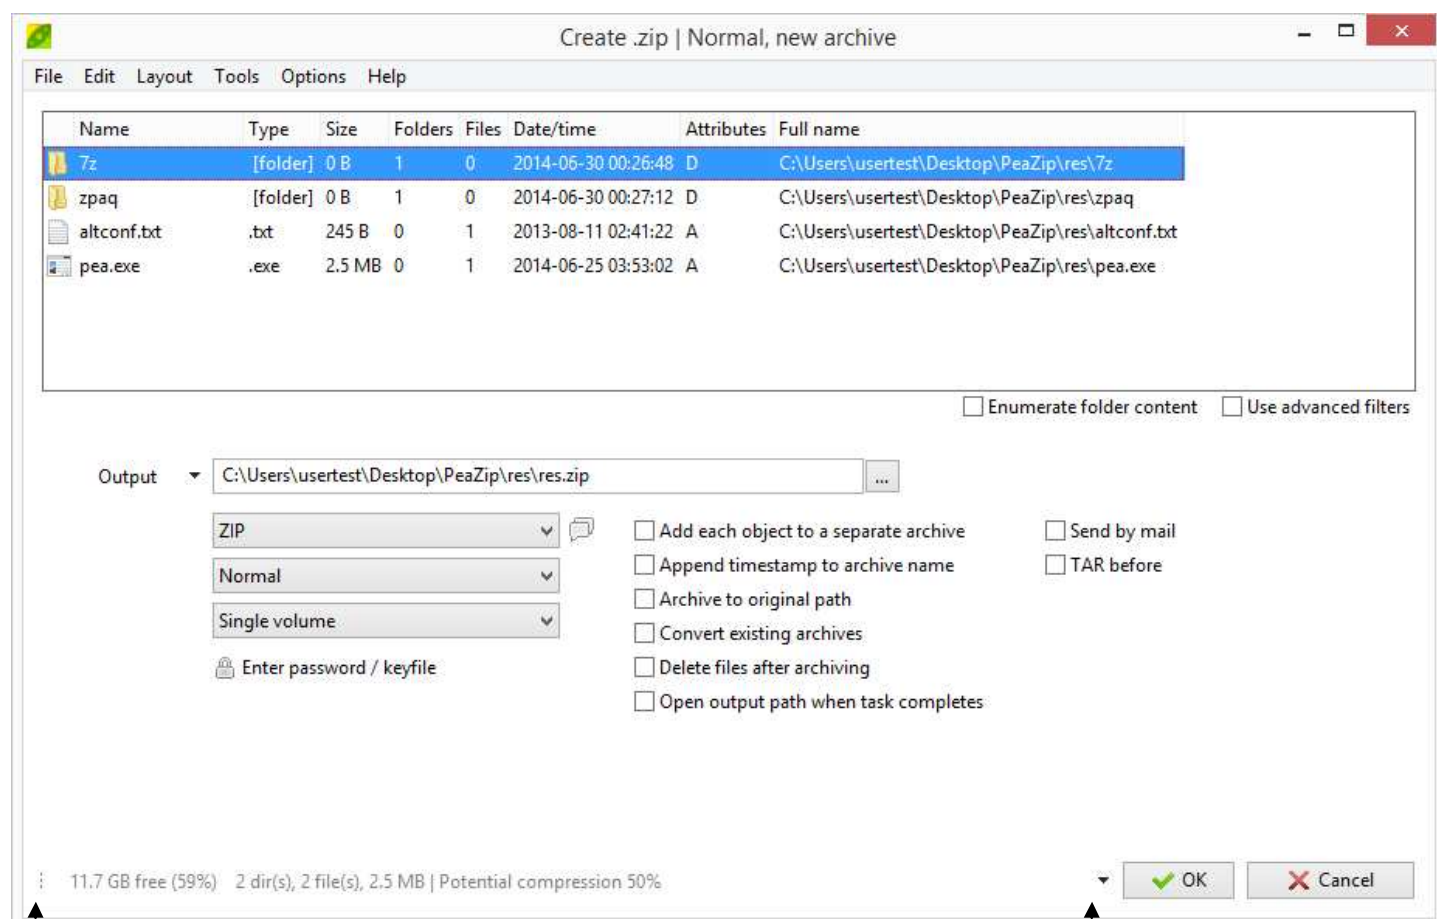 Create .zip | Normal, new archive
File Edit Layout Tools Options Help
Name Type Size Folders Files Date/time Attributes Full name
7z [folder] 0 B 1 0 2014-06-30 00:26:48 D C:\Users\usertest\Desktop\PeaZip\res\7z
zpaq [folder] 0 B 1 0 2014-06-30 00:27:12 D C:\Users\usertest\Desktop\PeaZip\res\zpaq
altconf.txt .txt 245 B 0 1 2013-08-11 02:41:22 A C:\Users\usertest\Desktop\PeaZip\res\altconf.txt
pea.exe .exe 2.5 MB 0 1 2014-06-25 03:53:02 A C:\Users\usertest\Desktop\PeaZip\res\pea.exe
Enumerate folder content Use advanced filters
Output C:\Users\usertest\Desktop\PeaZip\res\res.zip ...
ZIP Add each object to a separate archive Send by mail
Normal Append timestamp to archive name TAR before
Archive to original path
Single volume Convert existing archives
Enter password / keyfile Delete files after archiving
Open output path when task completes
11.7 GB free (59%) 2 dir(s), 2 file(s), 2.5 MB | Potential compression 50% OK Cancel